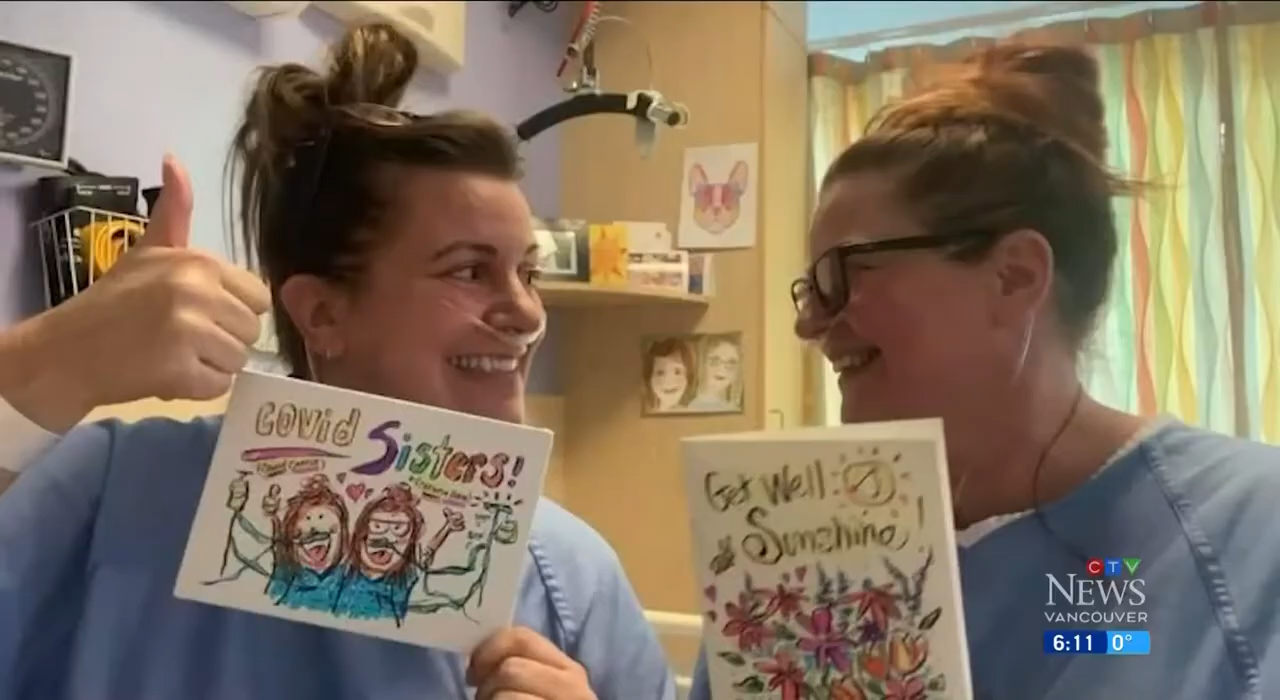 COVID
Sisters!
Get Well
Sunshine!
CTV
NEWS
VANCOUVER
6:11 0°